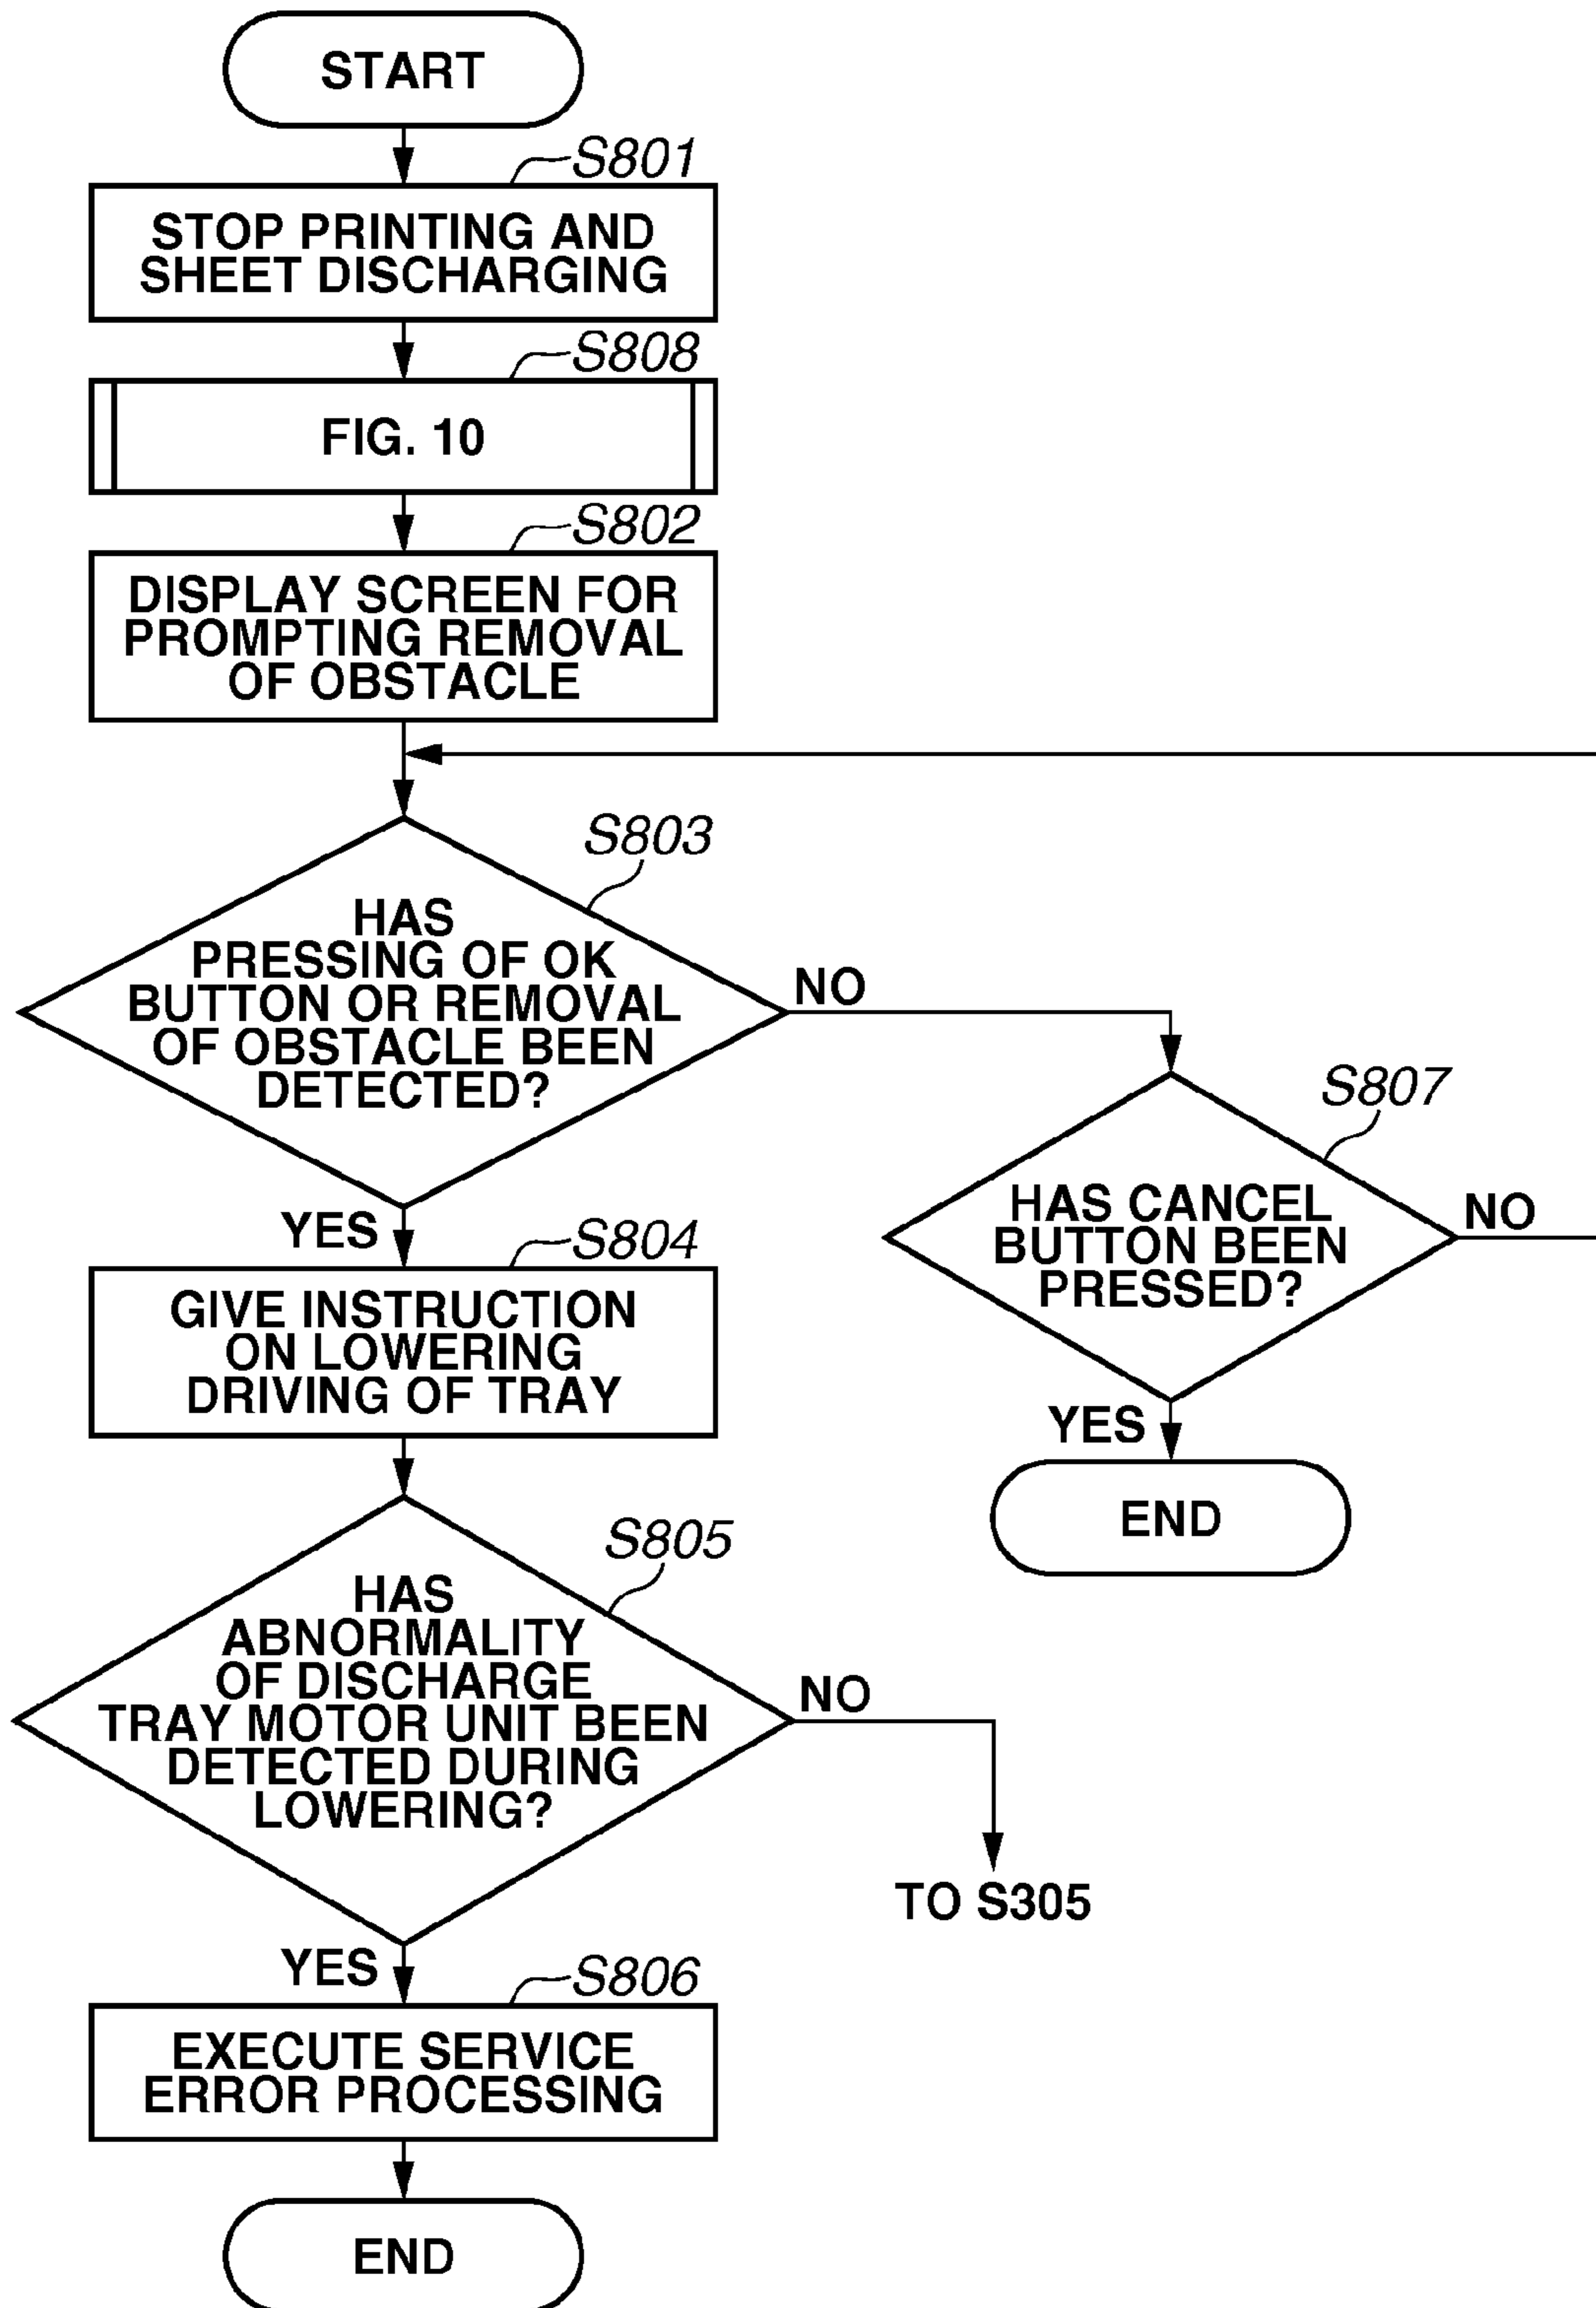 START
S801
STOP PRINTING AND
SHEET DISCHARGING
S808
FIG. 10
S802
DISPLAY SCREEN FOR
PROMPTING REMOVAL
OF OBSTACLE
S803
HAS
PRESSING OF OK
BUTTON OR REMOVAL
OF OBSTACLE BEEN
DETECTED?
NO
S807
HAS CANCEL
BUTTON BEEN
PRESSED?
NO
YES
END
YES
S804
GIVE INSTRUCTION
ON LOWERING
DRIVING OF TRAY
S805
HAS
ABNORMALITY
OF DISCHARGE
TRAY MOTOR UNIT BEEN
DETECTED DURING
LOWERING?
NO
TO S305
YES
S806
EXECUTE SERVICE
ERROR PROCESSING
END